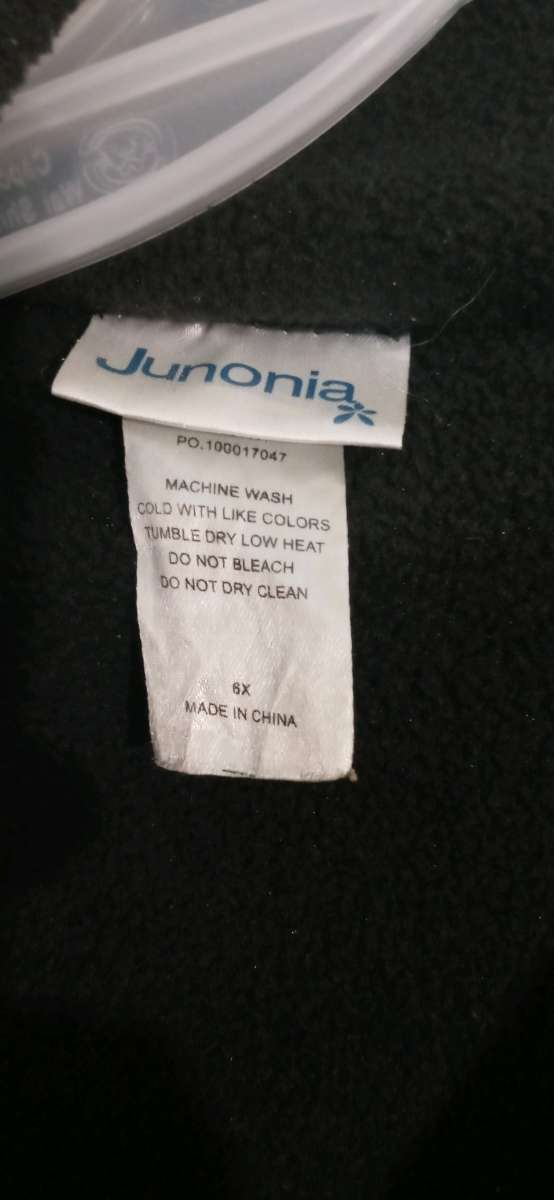 Junonia
PO.100017047
MACHINE WASH
COLD WITH LIKE COLORS
TUMBLE DRY LOW HEAT
DO NOT BLEACH
DO NOT DRY CLEAN
6X
MADE IN CHINA